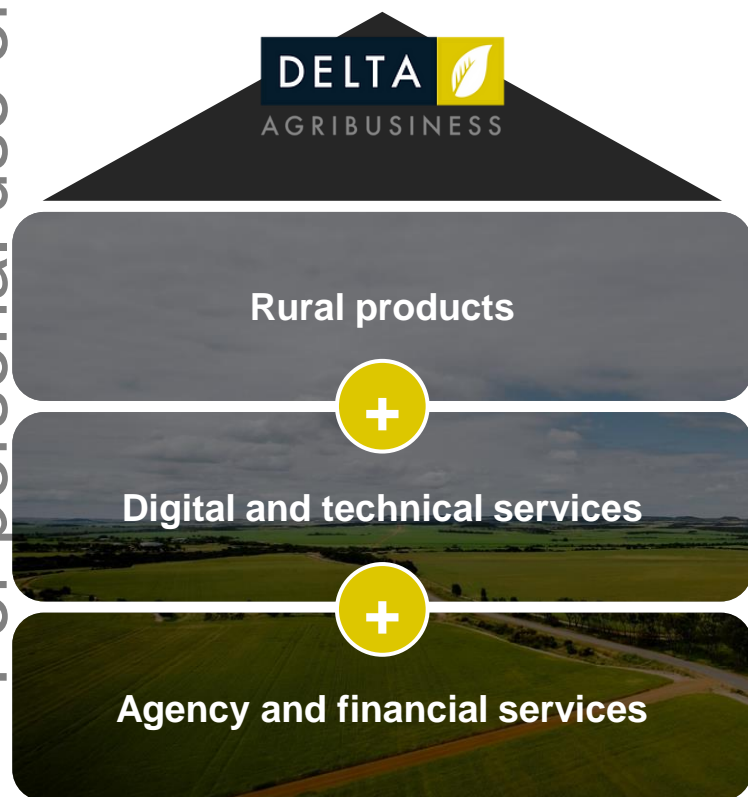 DELTA
AGRIBUSINESS
Rural products
+
Digital and technical services
+
Agency and financial services